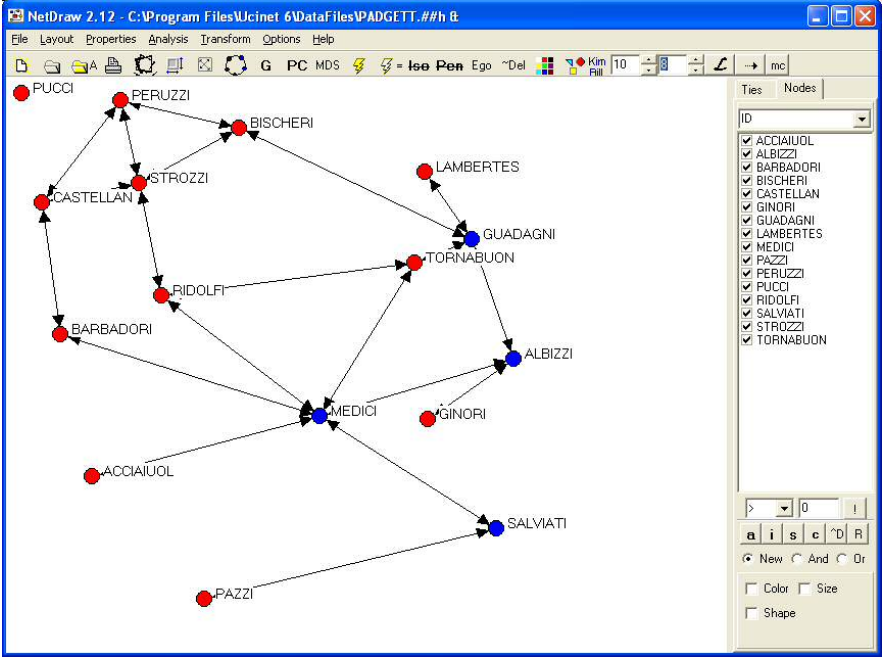 NetDraw 2.12 - C:\Program Files\Ucinet 6\DataFiles\PADGETT.##h &
File Layout Properties Analysis Transform Options Help
A G PC MDS = Iso Pen Ego ~Del Kim Bill 10 8 L mc
PUCCI
PERUZZI
BISCHERI
LAMBERTES
STROZZI
CASTELLAN
GUADAGNI
TORNABUON
RIDOLFI
BARBADORI
ALBIZZI
MEDICI
GINORI
ACCIAIUOL
SALVIATI
PAZZI
Ties Nodes
ID
ACCIAIUOL
ALBIZZI
BARBADORI
BISCHERI
CASTELLAN
GINORI
GUADAGNI
LAMBERTES
MEDICI
PAZZI
PERUZZI
PUCCI
RIDOLFI
SALVIATI
STROZZI
TORNABUON
> 0 !
a i s c ^D R
New And Or
Color Size
Shape